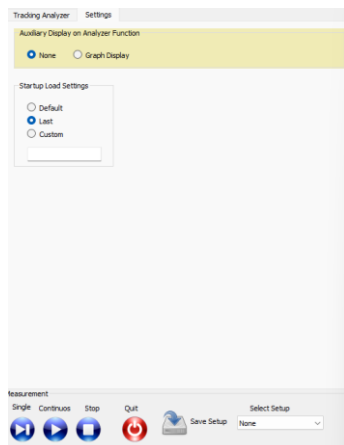 Tracking Analyzer Settings
Auxiliary Display on Analyzer Function
None Graph Display
Startup Load Settings
Default
Last
Custom
Measurement
Single Continuos Stop Quit Select Setup
Save Setup None